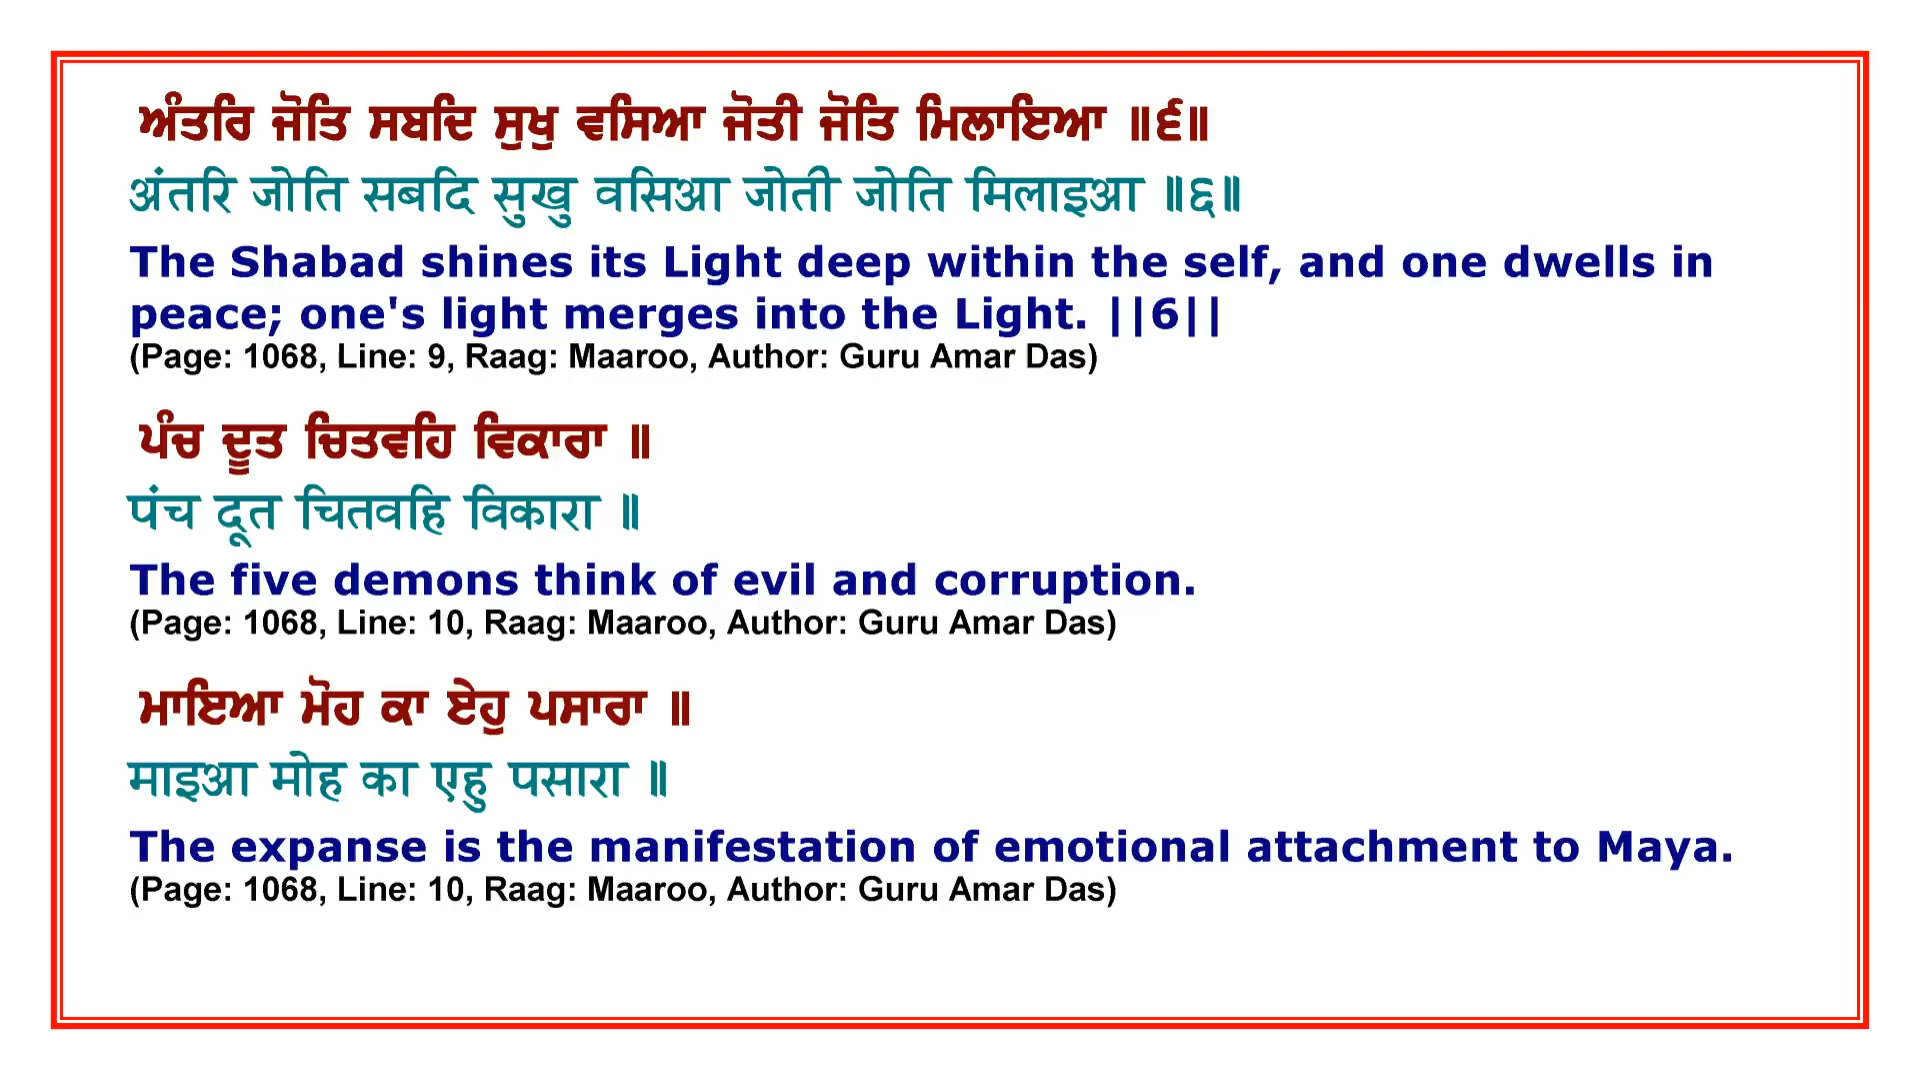 ਅੰਤਰਿ ਜੋਤਿ ਸਬਦਿ ਸੁਖੁ ਵਸਿਆ ਜੋਤੀ ਜੋਤਿ ਮਿਲਾਇਆ ॥੬॥
अंतरि जोति सबदि सुखु वसिआ जोती जोति मिलाइआ ॥६॥
The Shabad shines its Light deep within the self, and one dwells in
peace; one's light merges into the Light. ||6||
(Page: 1068, Line: 9, Raag: Maaroo, Author: Guru Amar Das)
ਪੰਚ ਦੂਤ ਚਿਤਵਹਿ ਵਿਕਾਰਾ ॥
पंच दूत चितवहि विकारा ॥
The five demons think of evil and corruption.
(Page: 1068, Line: 10, Raag: Maaroo, Author: Guru Amar Das)
ਮਾਇਆ ਮੋਹ ਕਾ ਏਹੁ ਪਸਾਰਾ ॥
माइआ मोह का एहु पसारा ॥
The expanse is the manifestation of emotional attachment to Maya.
(Page: 1068, Line: 10, Raag: Maaroo, Author: Guru Amar Das)